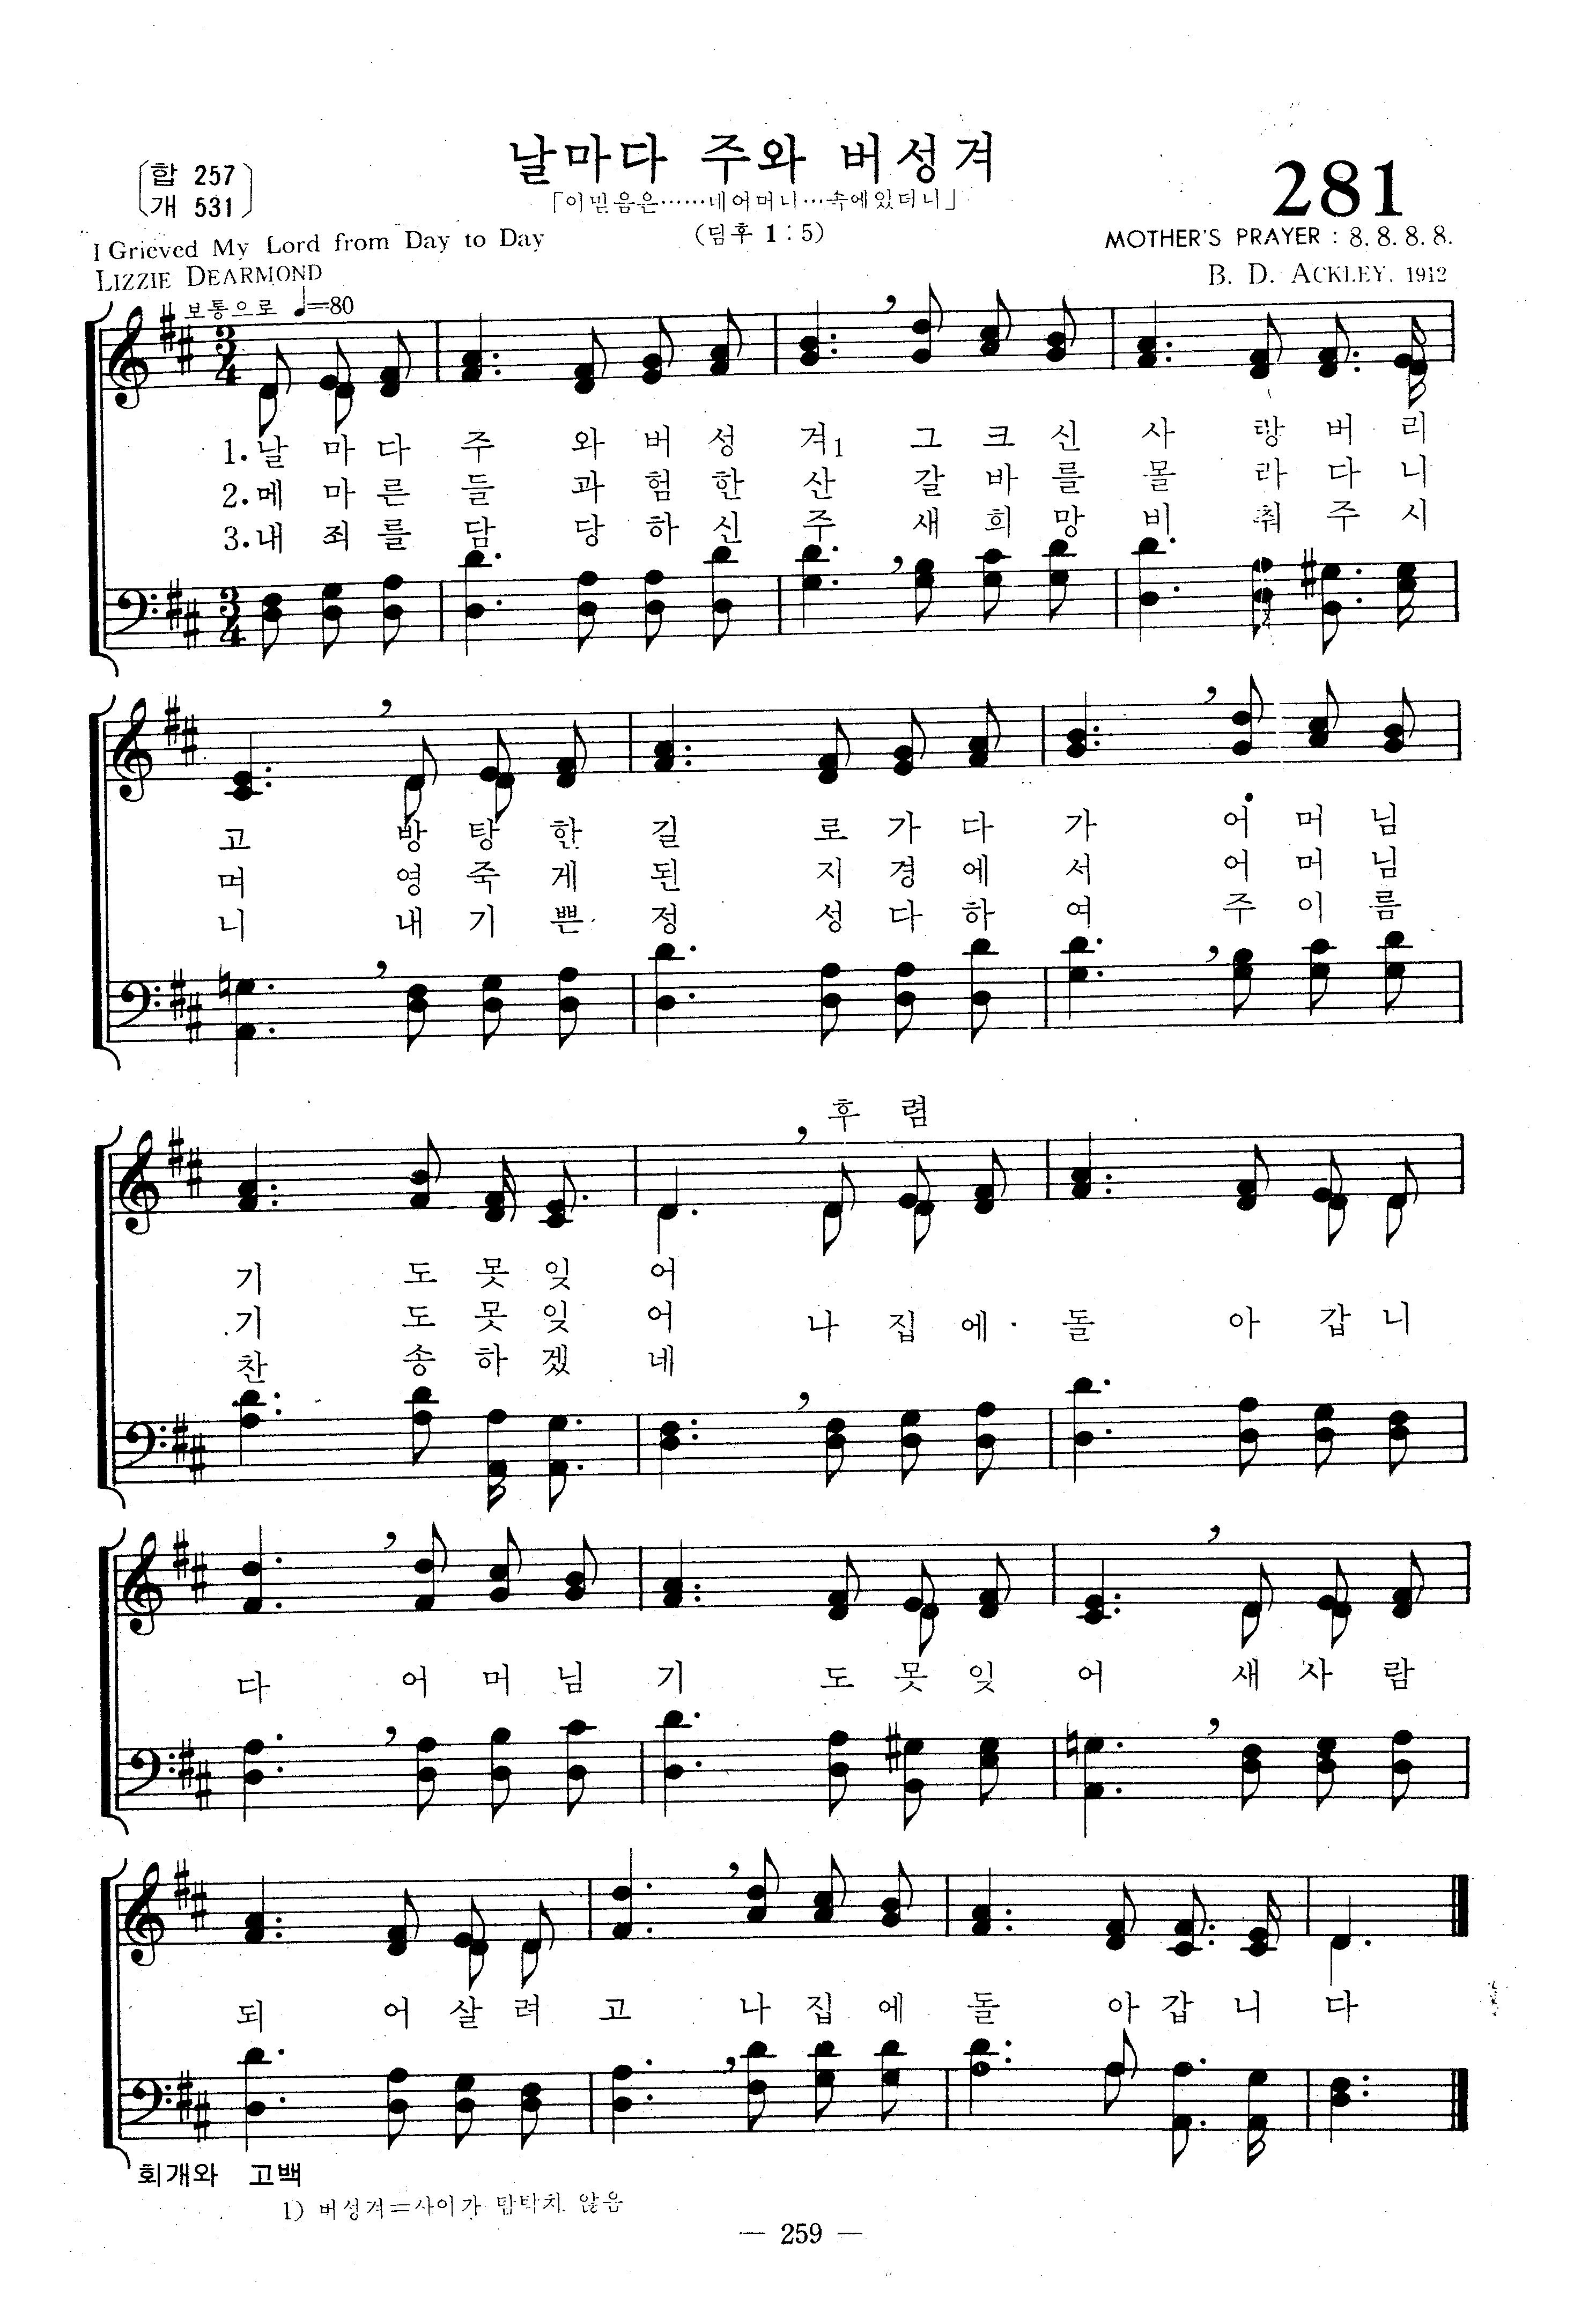 날마다 주와 버성겨
합 257
개 531
281
「이믿음은……네어머니…속에있더니」
(딤후 1 : 5)
I Grieved My Lord from Day to Day
MOTHER'S PRAYER : 8. 8. 8. 8.
LIZZIE DEARMOND
B. D. ACKLEY, 1912
보통으로 ♩=80
1. 날 마 다 주 와 버 성 겨1 그 크 신 사 랑 버 리
2. 메 마 른 들 과 험 한 산 갈 바 를 몰 라 다 니
3. 내 죄 를 담 당 하 신 주 새 희 망 비 춰 주 시
고 방 탕 한 길 로 가 다 가 어 머 님
며 영 죽 게 된 지 경 에 서 어 머 님
니 내 기 쁜 정 성 다 하 여 주 이 름
후 렴
기 도 못 잊 어
기 도 못 잊 어 나 집 에 돌 아 갑 니
찬 송 하 겠 네
다 어 머 님 기 도 못 잊 어 새 사 람
되 어 살 려 고 나 집 에 돌 아 갑 니 다
회개와 고백
1) 버성겨=사이가 탐탁치 않음
— 259 —